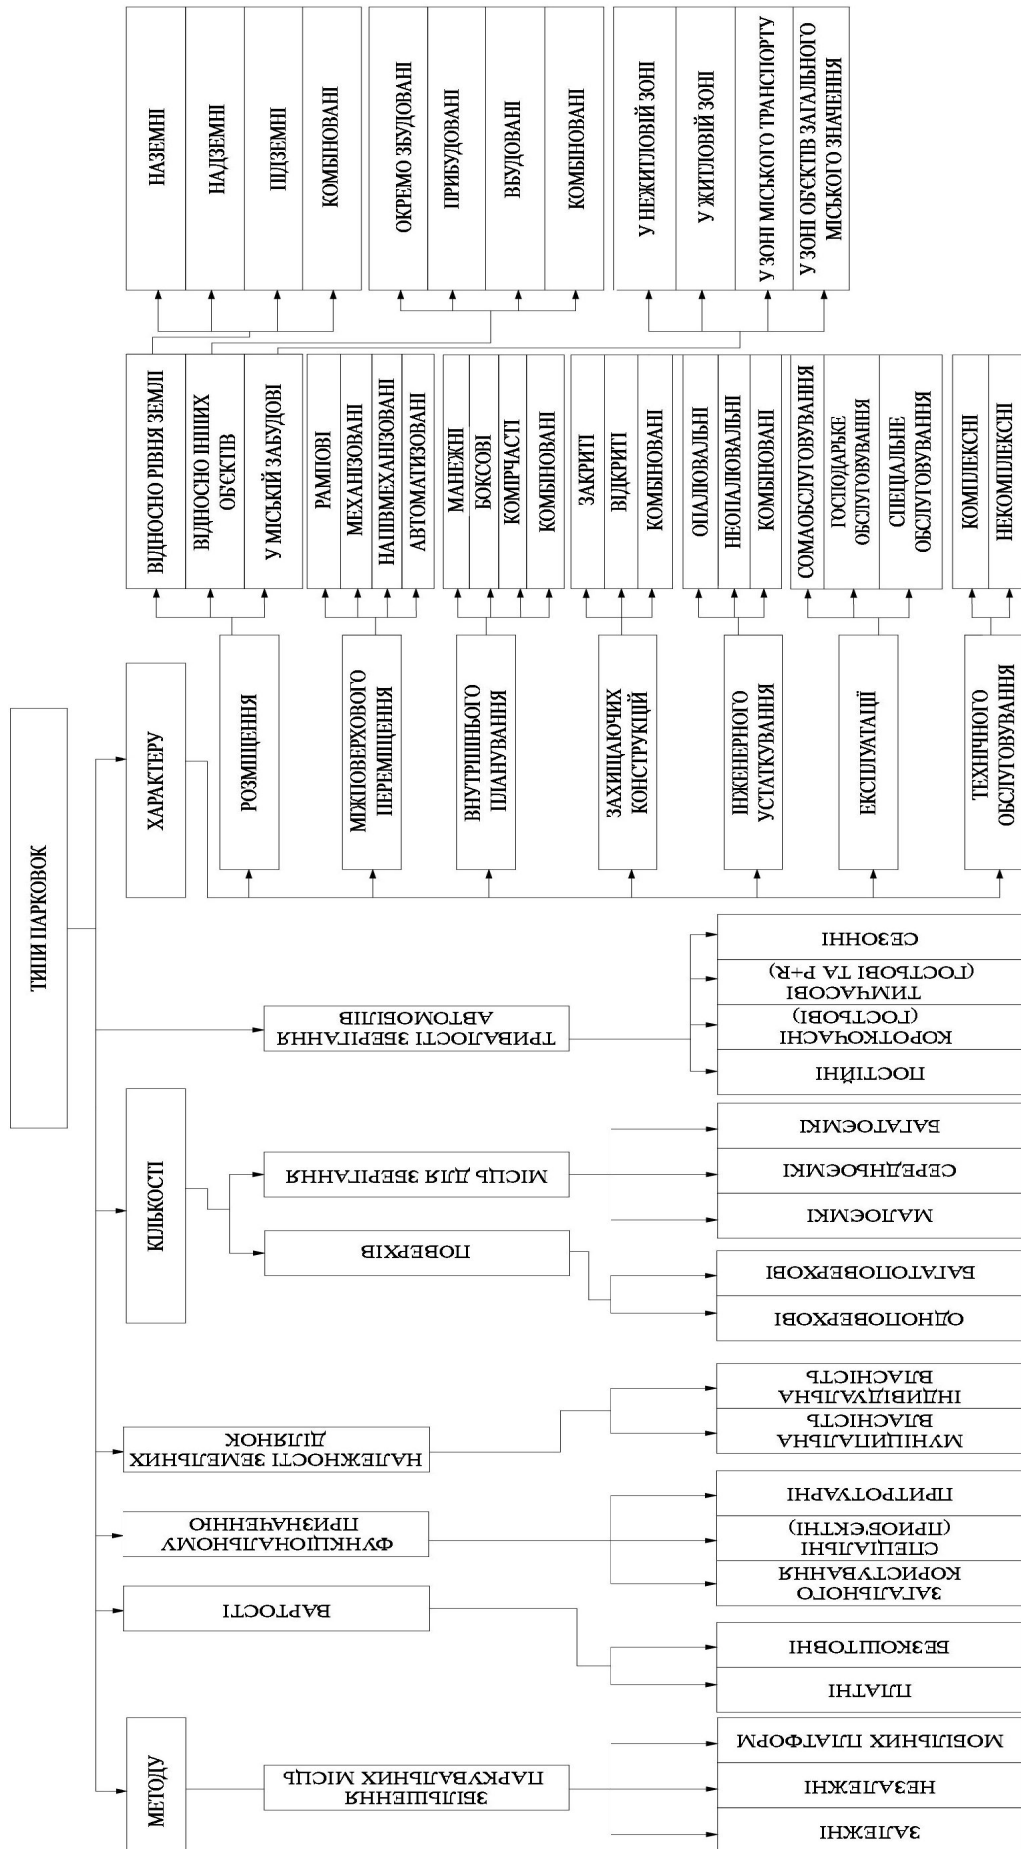 ТИПИ ПАРКОВОК
МЕТОДУ
ЗБІЛЬШЕННЯ
ПАРКУВАЛЬНИХ МІСЦЬ
ЗАЛЕЖНІ
НЕЗАЛЕЖНІ
МОБІЛЬНИХ ПЛАТФОРМ
ВАРТОСТІ
ПЛАТНІ
БЕЗКОШТОВНІ
ФУНКЦІОНАЛЬНОМУ
ПРИЗНАЧЕННЮ
ЗАГАЛЬНОГО
КОРИСТУВАННЯ
СПЕЦІАЛЬНІ
(ПРИОБ'ЄКТНІ)
ПРИТРОТУАРНІ
НАЛЕЖНОСТІ ЗЕМЕЛЬНИХ
ДІЛЯНОК
МУНІЦИПАЛЬНА
ВЛАСНІСТЬ
ІНДИВІДУАЛЬНА
ВЛАСНІСТЬ
КІЛЬКОСТІ
ПОВЕРХІВ
ОДНОПОВЕРХОВІ
БАГАТОПОВЕРХОВІ
МІСЦЬ ДЛЯ ЗБЕРІГАННЯ
МАЛОЄМКІ
СЕРЕДНЬОЄМКІ
БАГАТОЄМКІ
ТРИВАЛОСТІ ЗБЕРІГАННЯ
АВТОМОБІЛІВ
ПОСТІЙНІ
КОРОТКОЧАСНІ
(ГОСТЬОВІ)
ТИМЧАСОВІ
(ГОСТЬОВІ ТА P+R)
СЕЗОННІ
ХАРАКТЕРУ
РОЗМІЩЕННЯ
ВІДНОСНО РІВНЯ ЗЕМЛІ
НАЗЕМНІ
НАДЗЕМНІ
ПІДЗЕМНІ
КОМБІНОВАНІ
ВІДНОСНО ІНШИХ
ОБ'ЄКТІВ
ОКРЕМО ЗБУДОВАНІ
ПРИБУДОВАНІ
ВБУДОВАНІ
КОМБІНОВАНІ
У МІСЬКІЙ ЗАБУДОВІ
У НЕЖИТЛОВІЙ ЗОНІ
У ЖИТЛОВІЙ ЗОНІ
У ЗОНІ МІСЬКОГО ТРАНСПОРТУ
У ЗОНІ ОБ'ЄКТІВ ЗАГАЛЬНОГО
МІСЬКОГО ЗНАЧЕННЯ
МІЖПОВЕРХОВОГО
ПЕРЕМІЩЕННЯ
РАМПОВІ
МЕХАНІЗОВАНІ
НАПІВМЕХАНІЗОВАНІ
АВТОМАТИЗОВАНІ
ВНУТРІШНЬОГО
ПЛАНУВАННЯ
МАНЕЖНІ
БОКСОВІ
КОМІРЧАСТІ
КОМБІНОВАНІ
ЗАХИЩАЮЧИХ
КОНСТРУКЦІЙ
ЗАКРИТІ
ВІДКРИТІ
КОМБІНОВАНІ
ІНЖЕНЕРНОГО
УСТАТКУВАННЯ
ОПАЛЮВАЛЬНІ
НЕОПАЛЮВАЛЬНІ
КОМБІНОВАНІ
ЕКСПЛУАТАЦІЇ
СОМАОБСЛУГОВУВАННЯ
ГОСПОДАРЬКЕ
ОБСЛУГОВУВАННЯ
СПЕЦІАЛЬНЕ
ОБСЛУГОВУВАННЯ
ТЕХНІЧНОГО
ОБСЛУГОВУВАННЯ
КОМПЛЕКСНІ
НЕКОМПЛЕКСНІ